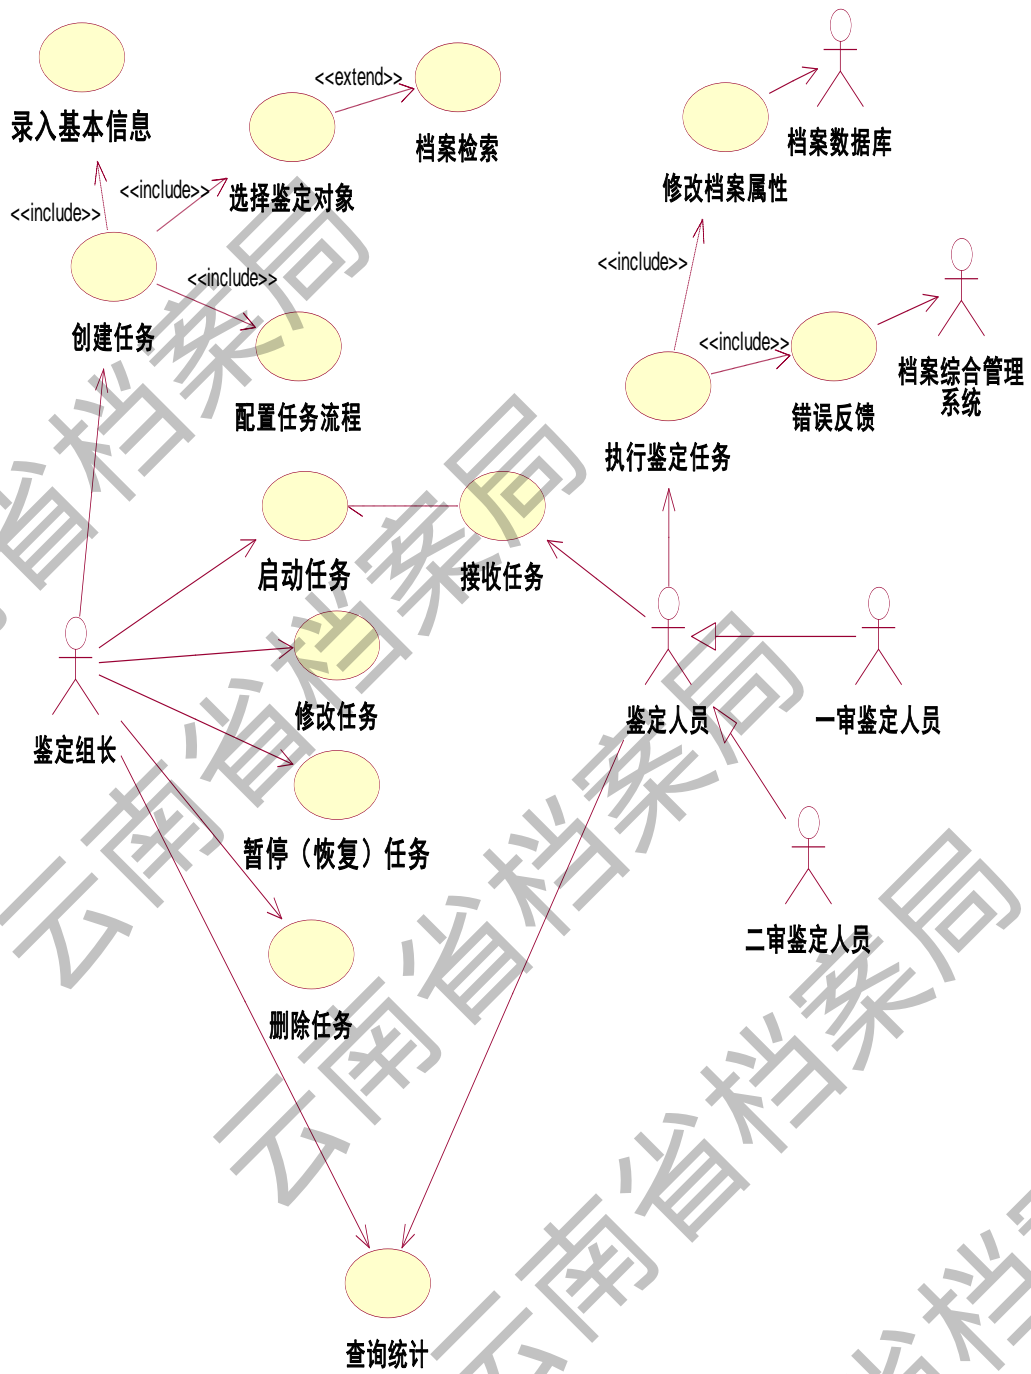 <<extend>>
录入基本信息
档案检索
档案数据库
<<include>>
选择鉴定对象
修改档案属性
<<include>>
<<include>>
<<include>>
创建任务
<<include>>
档案综合管理
系统
配置任务流程
错误反馈
执行鉴定任务
启动任务
接收任务
修改任务
鉴定人员
一审鉴定人员
鉴定组长
暂停（恢复）任务
二审鉴定人员
删除任务
查询统计
云南省档案局
云南省档案局
云南省档案局
云南省档案局